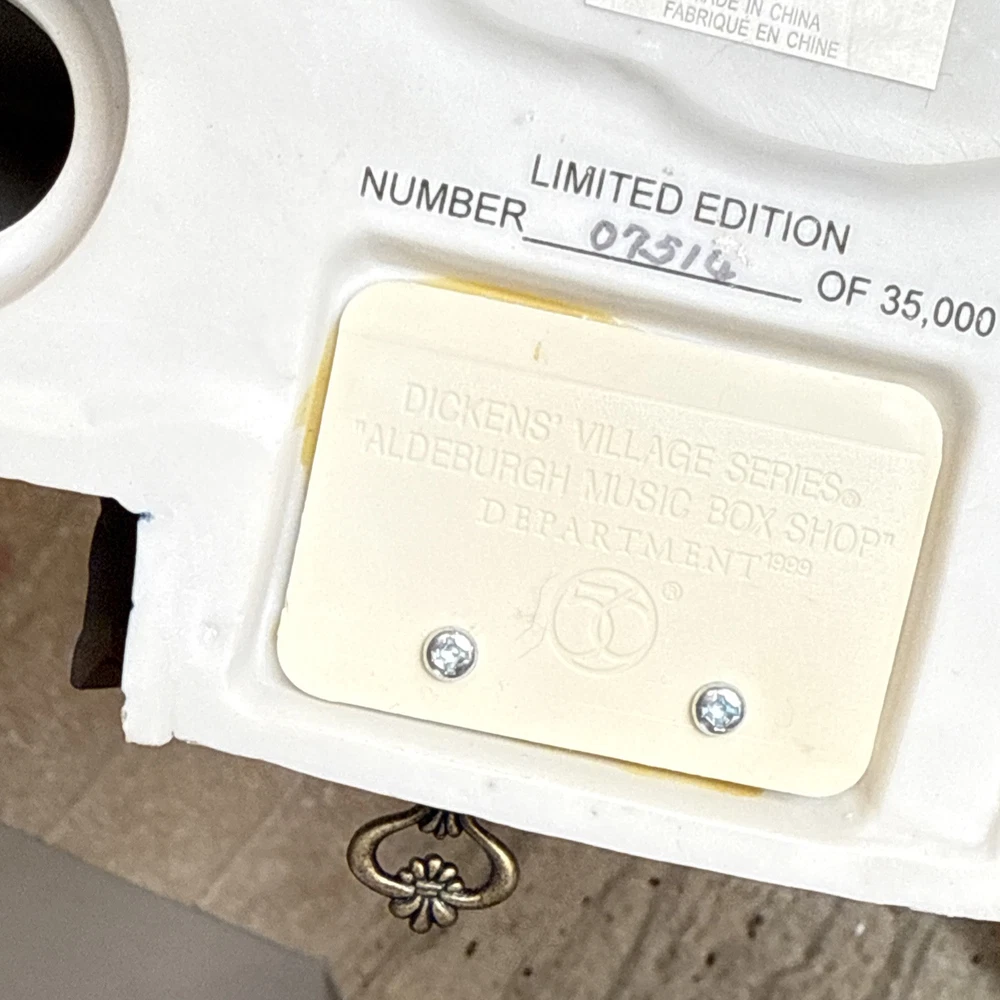 MADE IN CHINA
FABRIQUÉ EN CHINE
LIMITED EDITION
NUMBER 07514 OF 35,000
DICKENS' VILLAGE SERIES®
"ALDEBURGH MUSIC BOX SHOP"
DEPARTMENT 1999
56 ®